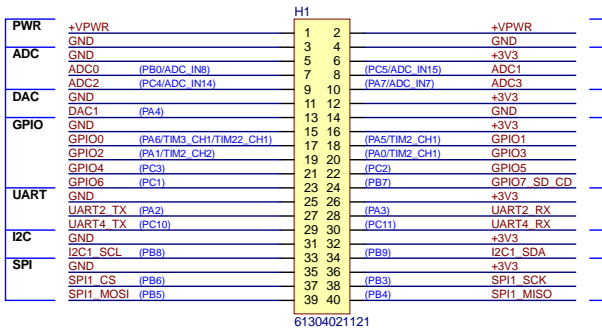 H1
PWR +VPWR 1 2 +VPWR
GND 3 4 GND
ADC GND 5 6 +3V3
ADC0 (PB0/ADC_IN8) 7 8 (PC5/ADC_IN15) ADC1
ADC2 (PC4/ADC_IN14) 9 10 (PA7/ADC_IN7) ADC3
DAC GND 11 12 +3V3
DAC1 (PA4) 13 14 GND
GPIO GND 15 16 +3V3
GPIO0 (PA6/TIM3_CH1/TIM22_CH1) 17 18 (PA5/TIM2_CH1) GPIO1
GPIO2 (PA1/TIM2_CH2) 19 20 (PA0/TIM2_CH1) GPIO3
GPIO4 (PC3) 21 22 (PC2) GPIO5
GPIO6 (PC1) 23 24 (PB7) GPIO7_SD_CD
UART GND 25 26 +3V3
UART2_TX (PA2) 27 28 (PA3) UART2_RX
UART4_TX (PC10) 29 30 (PC11) UART4_RX
I2C GND 31 32 +3V3
I2C1_SCL (PB8) 33 34 (PB9) I2C1_SDA
SPI GND 35 36 +3V3
SPI1_CS (PB6) 37 38 (PB3) SPI1_SCK
SPI1_MOSI (PB5) 39 40 (PB4) SPI1_MISO
61304021121